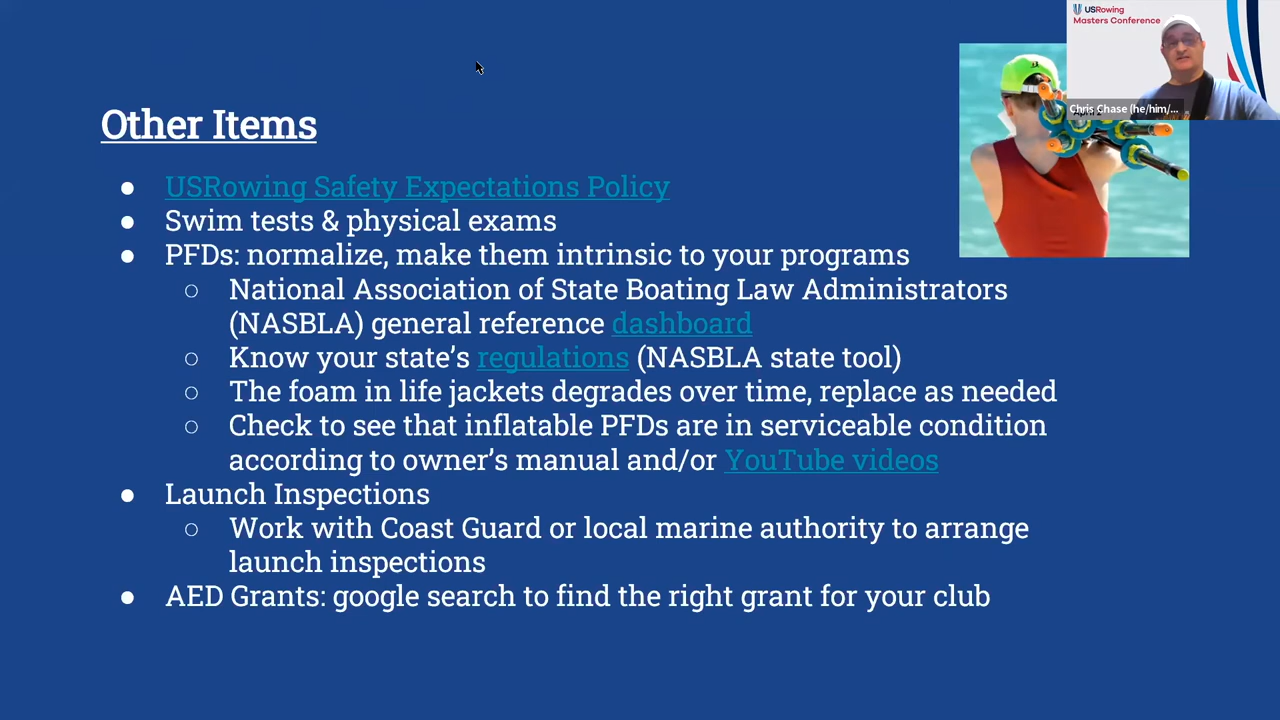 USRowing
Masters Conference
Chris Chase (he/him/...
Other Items
● USRowing Safety Expectations Policy
● Swim tests & physical exams
● PFDs: normalize, make them intrinsic to your programs
○ National Association of State Boating Law Administrators
(NASBLA) general reference dashboard
○ Know your state's regulations (NASBLA state tool)
○ The foam in life jackets degrades over time, replace as needed
○ Check to see that inflatable PFDs are in serviceable condition
according to owner's manual and/or YouTube videos
● Launch Inspections
○ Work with Coast Guard or local marine authority to arrange
launch inspections
● AED Grants: google search to find the right grant for your club